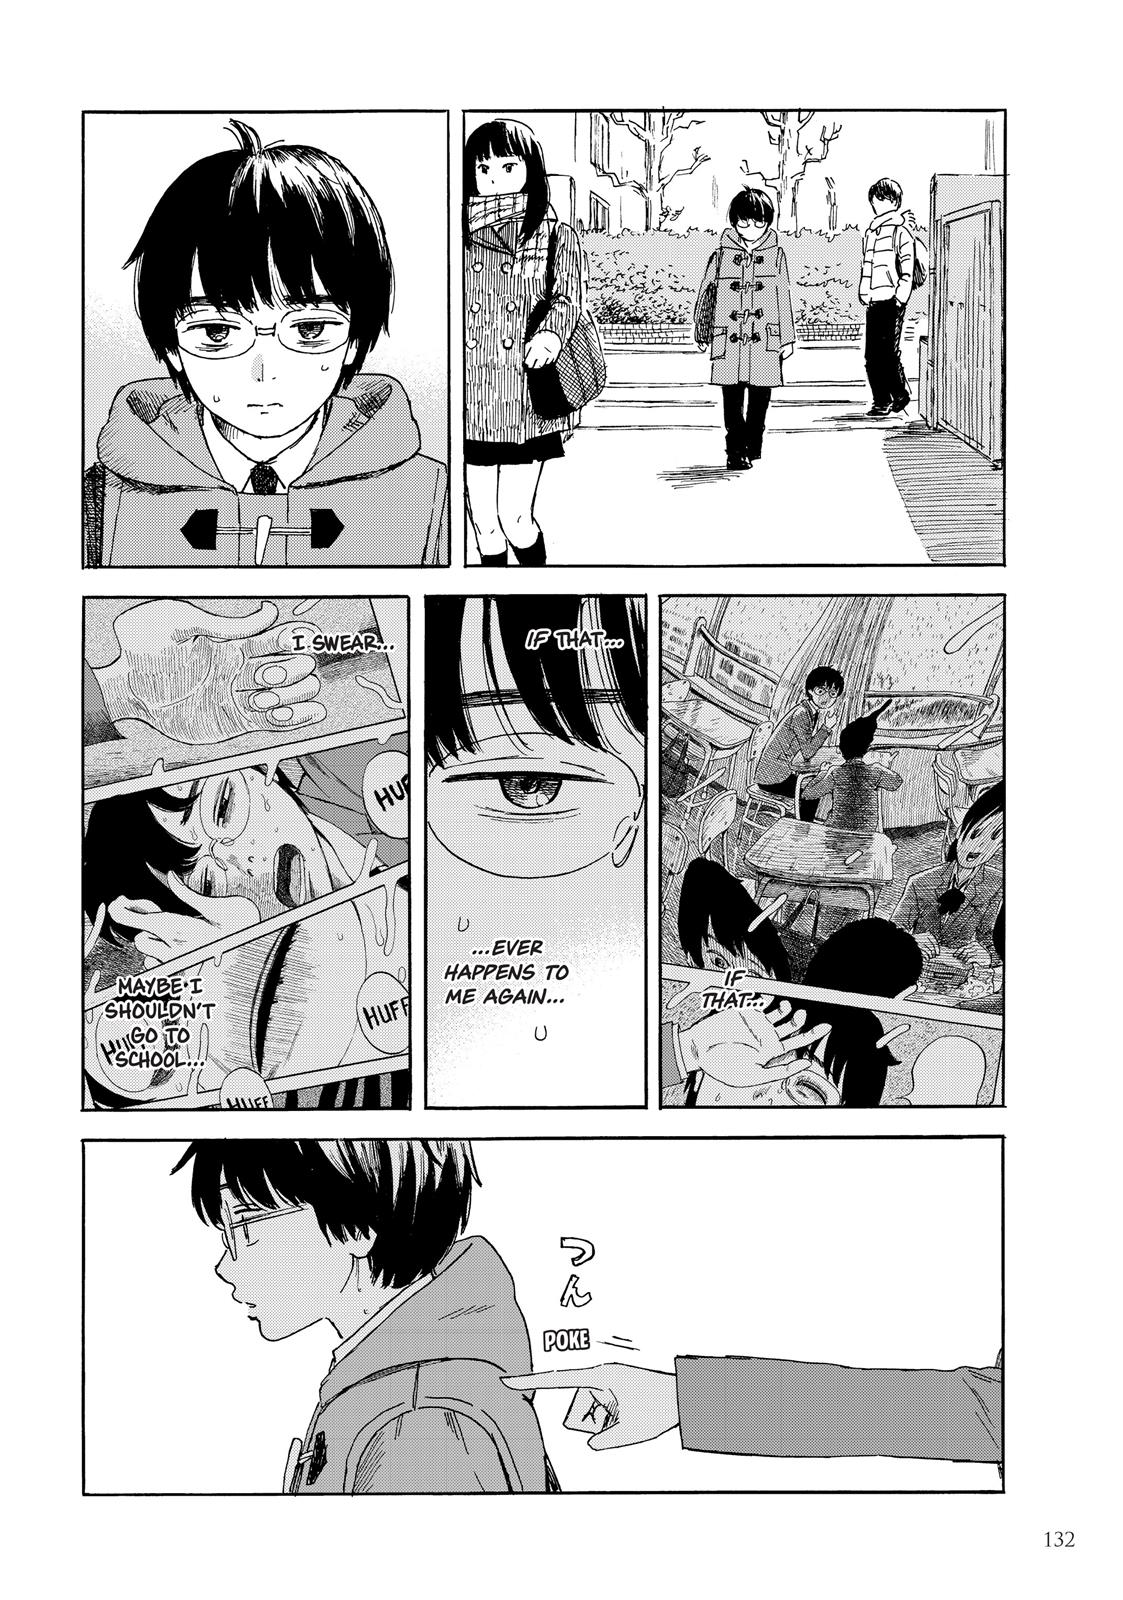 IF
THAT...
IF THAT...
...EVER
HAPPENS TO
ME AGAIN...
I SWEAR...
HUFF
HUFF
HUFF
MAYBE I
SHOULDN'T
GO TO
SCHOOL...
つん
POKE
132